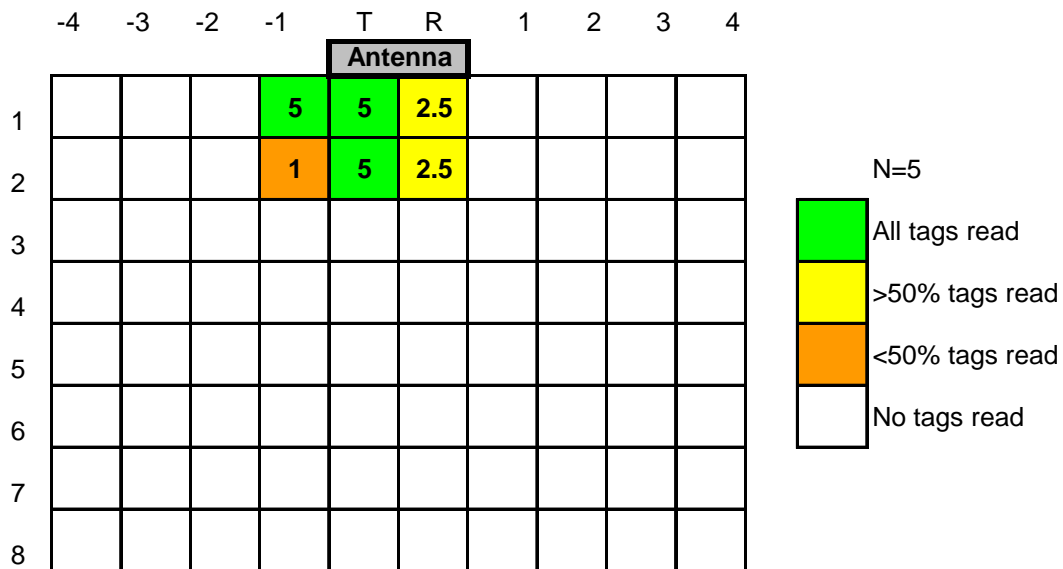 -4 -3 -2 -1 T R 1 2 3 4
Antenna
1 5 5 2.5
2 1 5 2.5
N=5
3 All tags read
4 >50% tags read
5 <50% tags read
6 No tags read
7
8